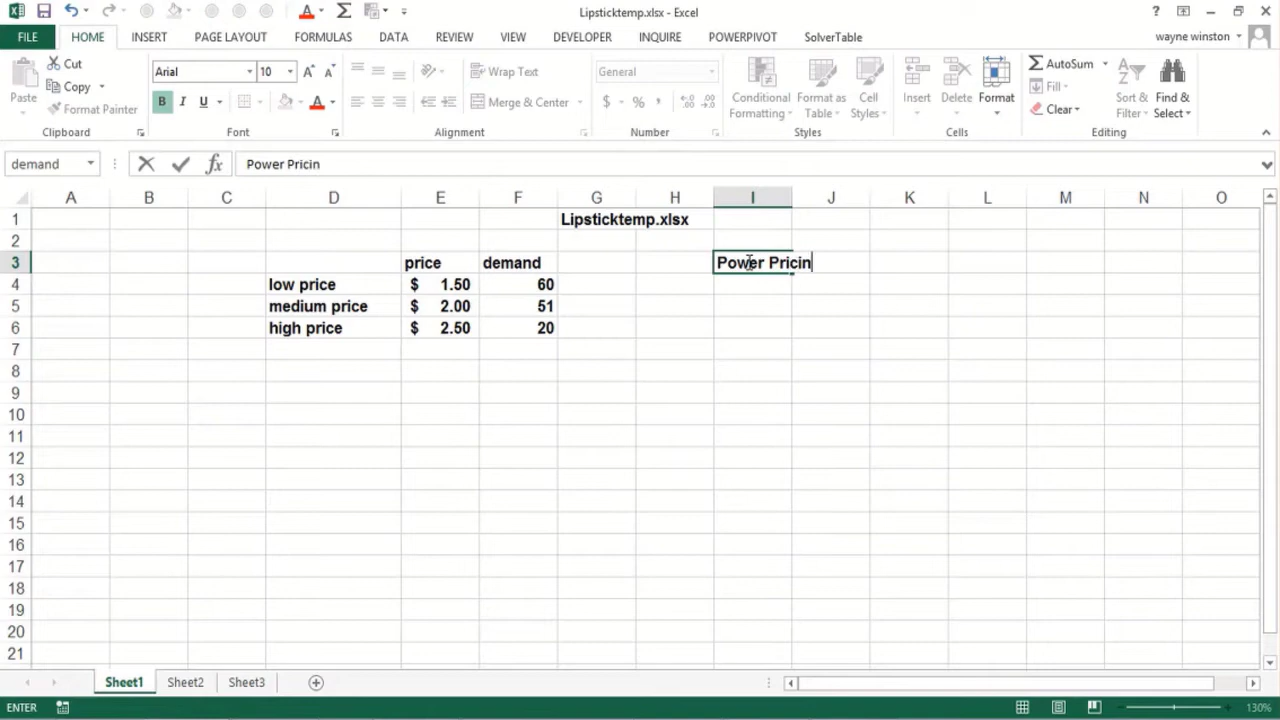 Lipsticktemp.xlsx - Excel
?
FILE HOME INSERT PAGE LAYOUT FORMULAS DATA REVIEW VIEW DEVELOPER INQUIRE POWERPIVOT SolverTable wayne winston
Paste Cut Copy Format Painter Clipboard
Arial 10 B I U Font
Wrap Text Merge & Center Alignment
General $ % , Number
Conditional Formatting Format as Table Cell Styles Styles
Insert Delete Format Cells
AutoSum Fill Clear Sort & Filter Find & Select Editing
demand fx Power Pricin
A B C D E F G H I J K L M N O
1 Lipsticktemp.xlsx
2
3 price demand Power Pricin
4 low price $ 1.50 60
5 medium price $ 2.00 51
6 high price $ 2.50 20
7
8
9
10
11
12
13
14
15
16
17
18
19
20
21
Sheet1 Sheet2 Sheet3
ENTER 130%